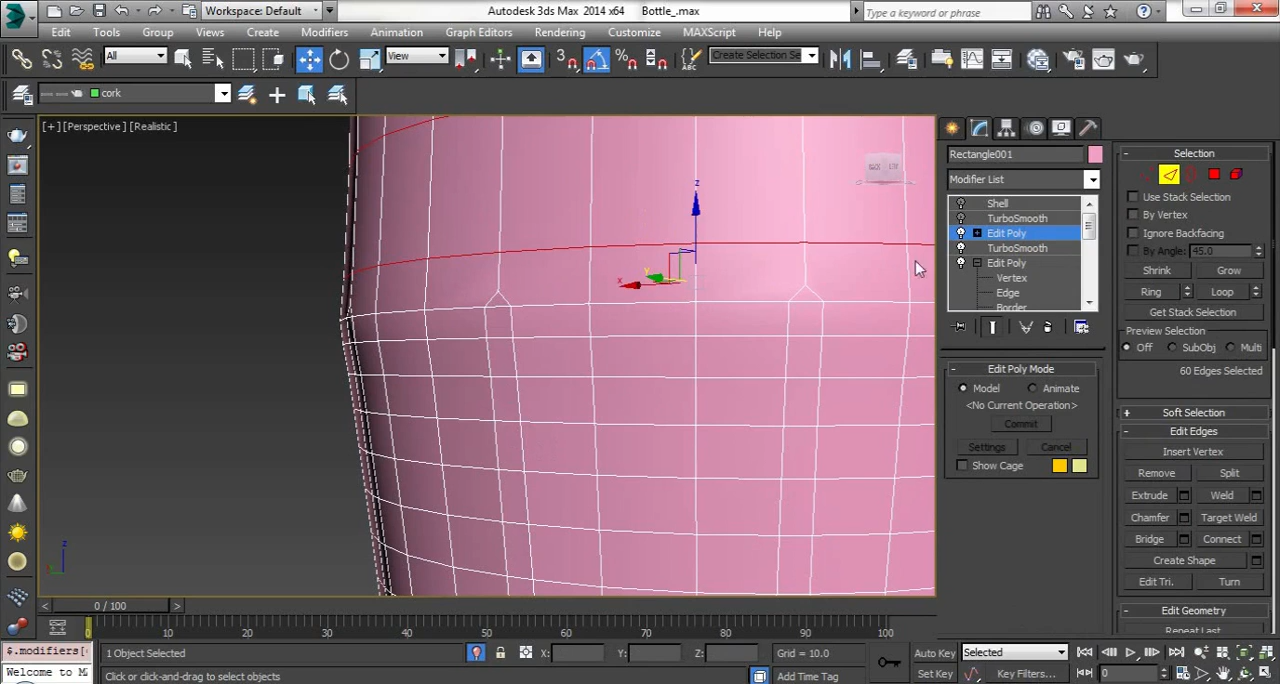 Workspace: Default
Autodesk 3ds Max 2014 x64 Bottle_.max
Type a keyword or phrase
Edit Tools Group Views Create Modifiers Animation Graph Editors Rendering Customize MAXScript Help
All
View
Create Selection Se
cork
[+] [Perspective] [Realistic]
Rectangle001
Modifier List
Shell
TurboSmooth
Edit Poly
TurboSmooth
Edit Poly
Vertex
Edge
Border
Edit Poly Mode
Model Animate
<No Current Operation>
Commit
Settings Cancel
Show Cage
Selection
Use Stack Selection
By Vertex
Ignore Backfacing
By Angle: 45.0
Shrink Grow
Ring Loop
Get Stack Selection
Preview Selection
Off SubObj Multi
60 Edges Selected
Soft Selection
Edit Edges
Insert Vertex
Remove Split
Extrude Weld
Chamfer Target Weld
Bridge Connect
Create Shape
Edit Tri. Turn
Edit Geometry
Repeat Last
z
x
y
z
0 / 100
0 10 20 30 40 50 60 70 80 90 100
$.modifiers[
Welcome to M
1 Object Selected
X: Y: Z: Grid = 10.0
Click or click-and-drag to select objects
Add Time Tag
Auto Key Selected
Set Key Key Filters...
0